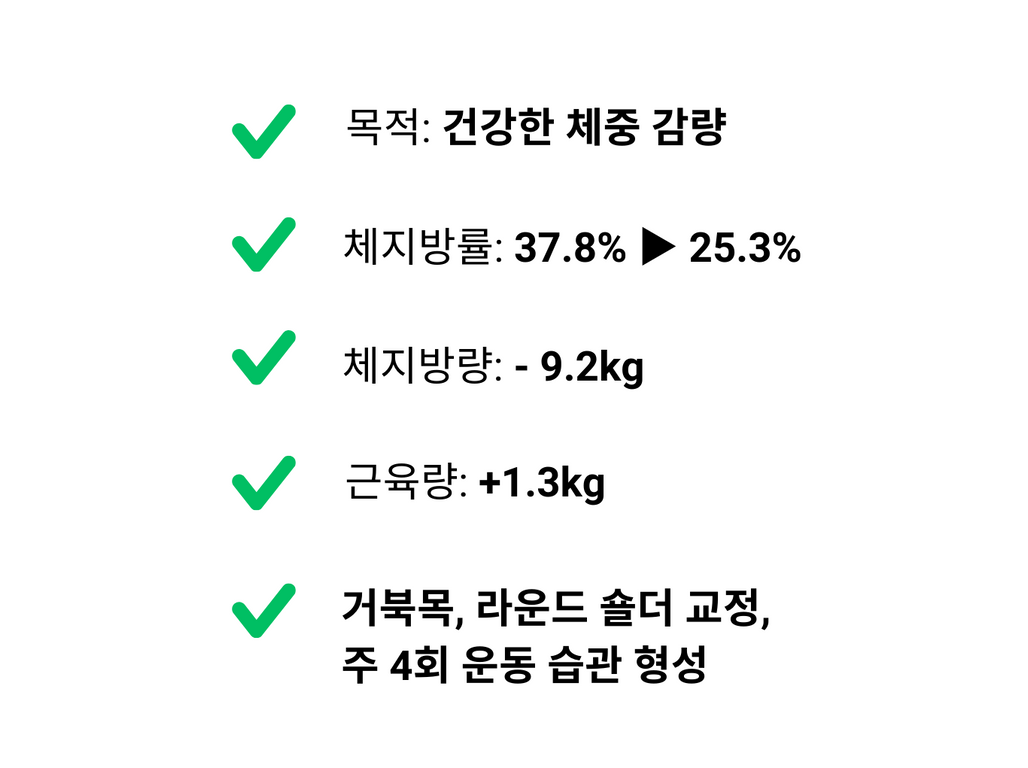 목적: 건강한 체중 감량
체지방률: 37.8% ▶ 25.3%
체지방량: - 9.2kg
근육량: +1.3kg
거북목, 라운드 숄더 교정,
주 4회 운동 습관 형성